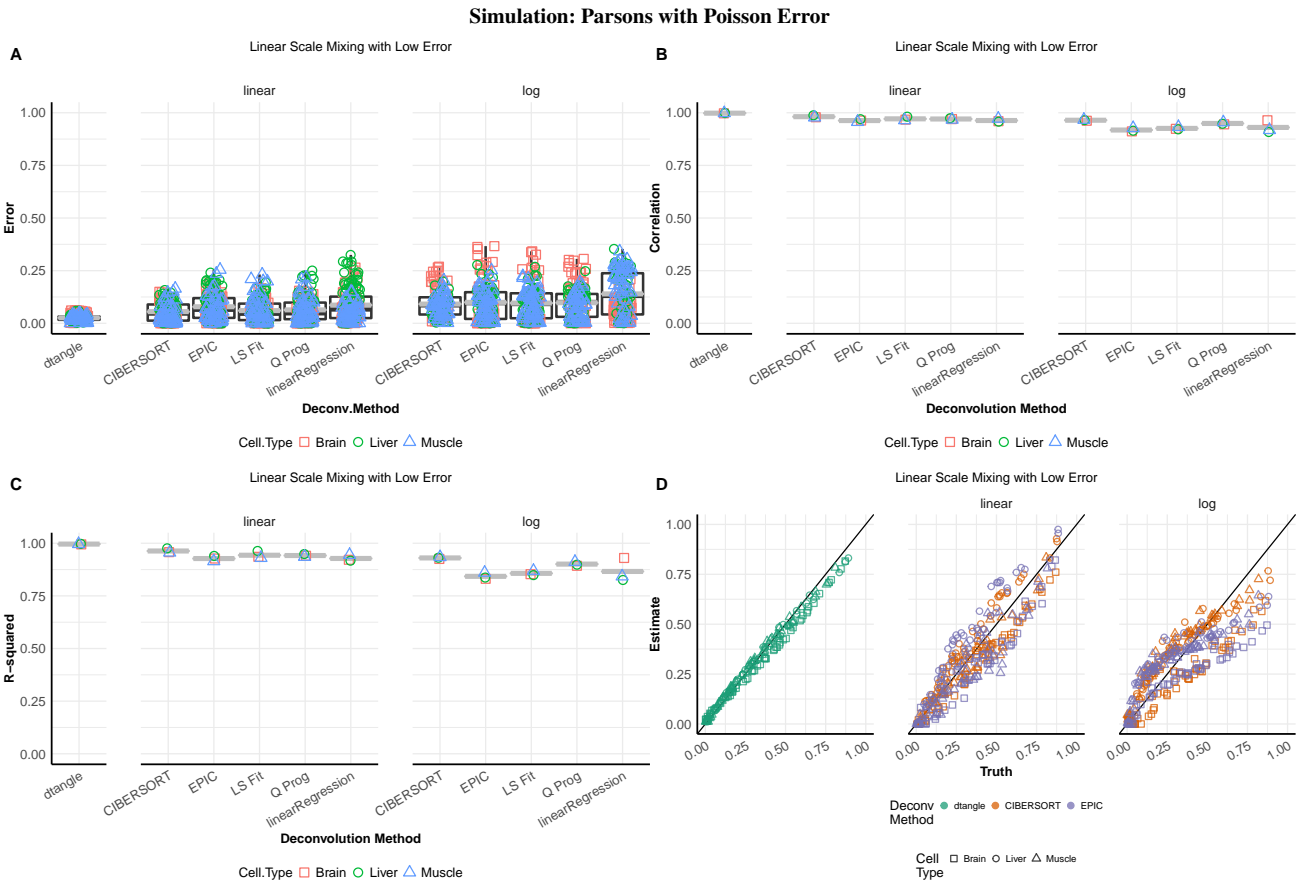 Simulation: Parsons with Poisson Error
A
Linear Scale Mixing with Low Error
linear
log
Error
1.00
0.75
0.50
0.25
0.00
dtangle
CIBERSORT
EPIC
LS Fit
Q Prog
linearRegression
CIBERSORT
EPIC
LS Fit
Q Prog
linearRegression
Deconv.Method
Cell.Type Brain Liver Muscle
B
Linear Scale Mixing with Low Error
linear
log
Correlation
1.00
0.75
0.50
0.25
0.00
dtangle
CIBERSORT
EPIC
LS Fit
Q Prog
linearRegression
CIBERSORT
EPIC
LS Fit
Q Prog
linearRegression
Deconvolution Method
Cell.Type Brain Liver Muscle
C
Linear Scale Mixing with Low Error
linear
log
R−squared
1.00
0.75
0.50
0.25
0.00
dtangle
CIBERSORT
EPIC
LS Fit
Q Prog
linearRegression
CIBERSORT
EPIC
LS Fit
Q Prog
linearRegression
Deconvolution Method
Cell.Type Brain Liver Muscle
D
Linear Scale Mixing with Low Error
linear
log
Estimate
1.00
0.75
0.50
0.25
0.00
0.00 0.25 0.50 0.75 1.00
0.00 0.25 0.50 0.75 1.00
0.00 0.25 0.50 0.75 1.00
Truth
Deconv
Method
dtangle CIBERSORT EPIC
Cell
Type
Brain Liver Muscle